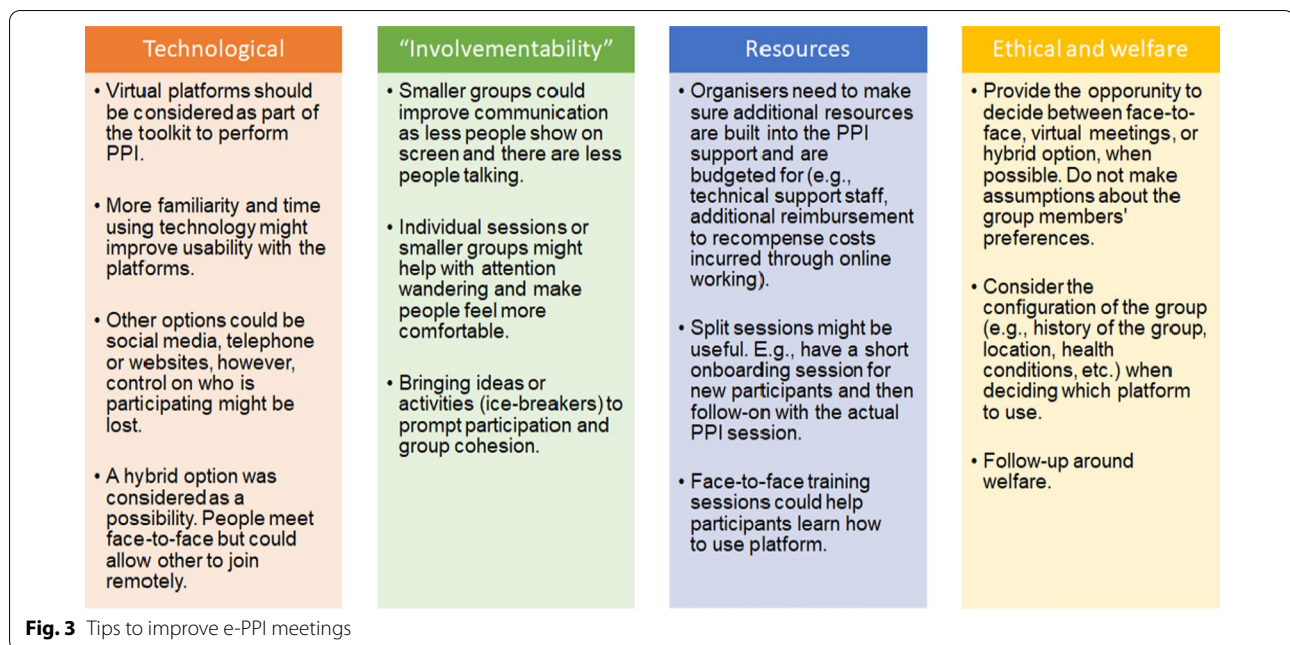 Technological
• Virtual platforms should
be considered as part of
the toolkit to perform
PPI.
• More familiarity and time
using technology might
improve usability with the
platforms.
• Other options could be
social media, telephone
or websites, however,
control on who is
participating might be
lost.
• A hybrid option was
considered as a
possibility. People meet
face-to-face but could
allow other to join
remotely.
“Involvementability”
• Smaller groups could
improve communication
as less people show on
screen and there are less
people talking.
• Individual sessions or
smaller groups might
help with attention
wandering and make
people feel more
comfortable.
• Bringing ideas or
activities (ice-breakers) to
prompt participation and
group cohesion.
Resources
• Organisers need to make
sure additional resources
are built into the PPI
support and are
budgeted for (e.g.,
technical support staff,
additional reimbursement
to recompense costs
incurred through online
working).
• Split sessions might be
useful. E.g., have a short
onboarding session for
new participants and then
follow-on with the actual
PPI session.
• Face-to-face training
sessions could help
participants learn how
to use platform.
Ethical and welfare
• Provide the opporunity to
decide between face-to-
face, virtual meetings, or
hybrid option, when
possible. Do not make
assumptions about the
group members'
preferences.
• Consider the
configuration of the group
(e.g., history of the group,
location, health
conditions, etc.) when
deciding which platform
to use.
• Follow-up around
welfare.
Fig. 3 Tips to improve e-PPI meetings